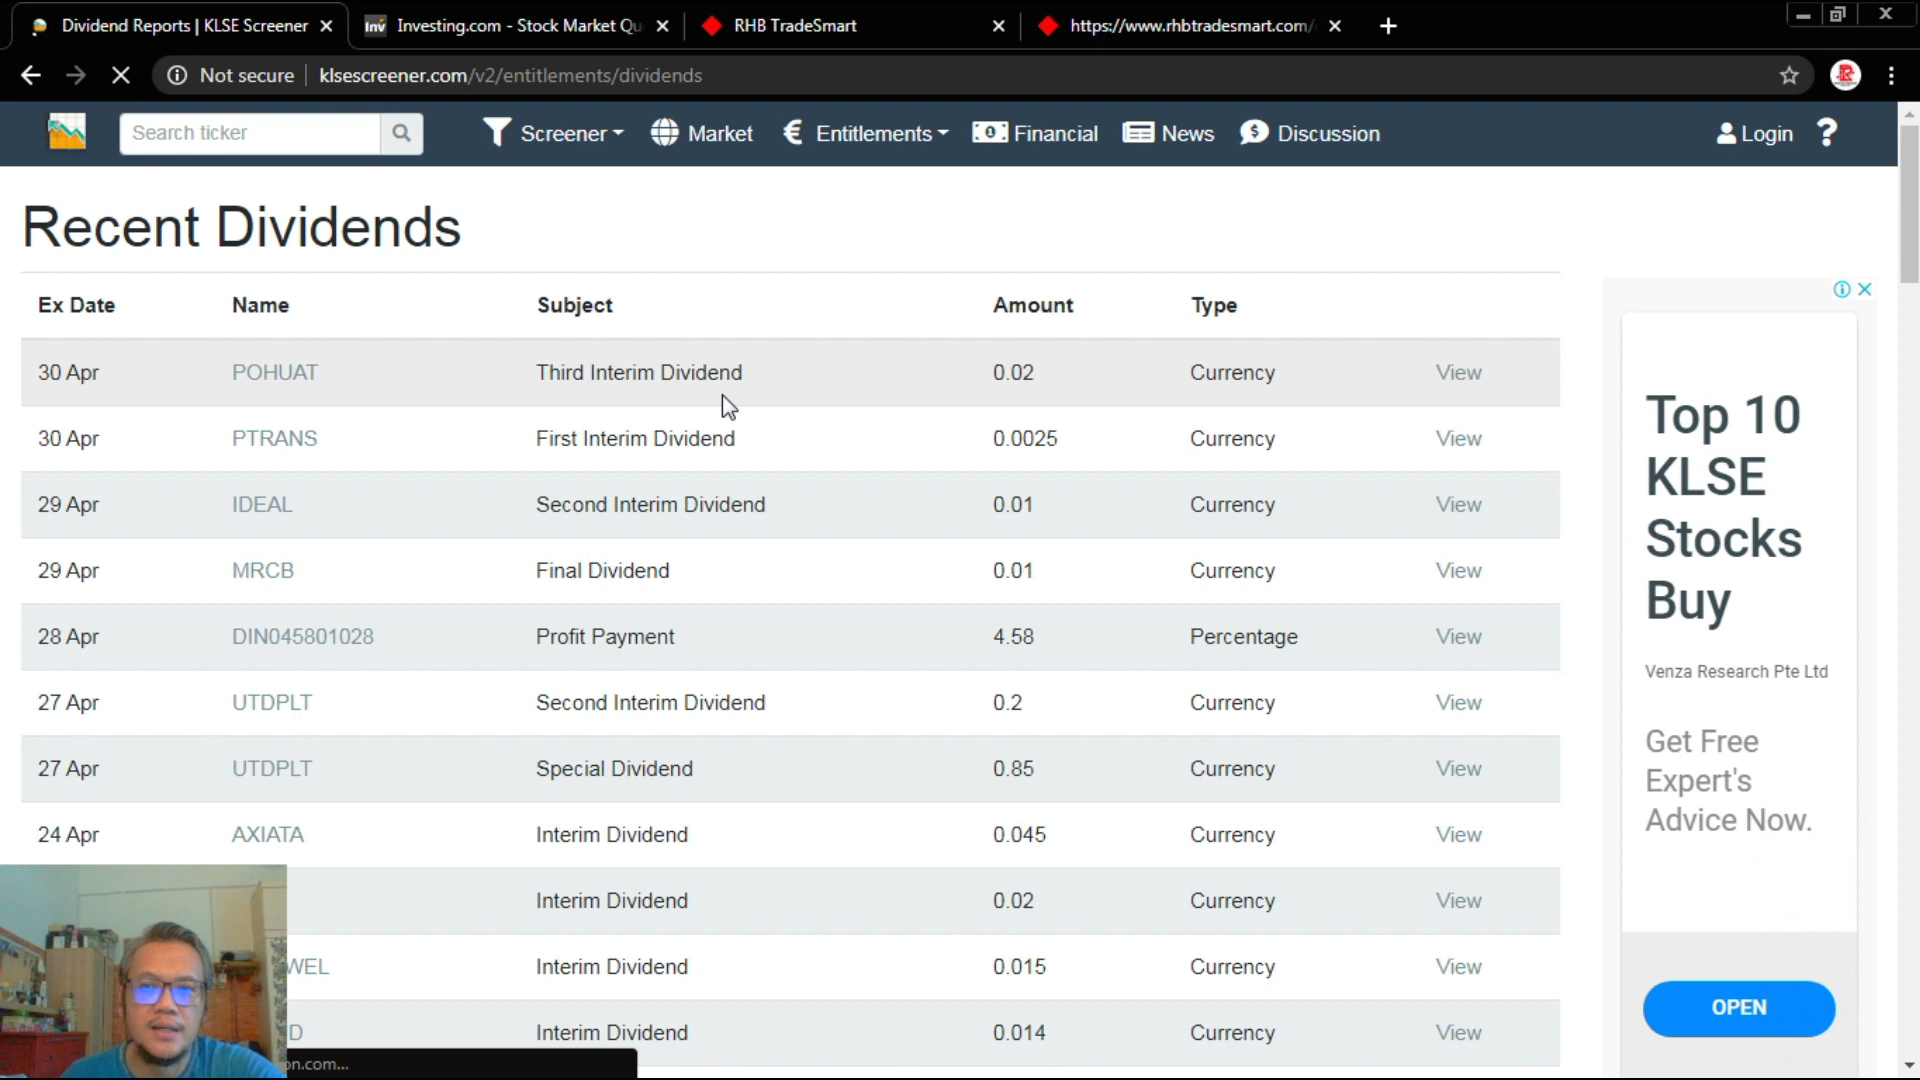 Dividend Reports | KLSE Screener
Investing.com - Stock Market Qu
RHB TradeSmart
https://www.rhbtradesmart.com/
Not secure
klsescreener.com/v2/entitlements/dividends
Search ticker
Screener
Market
Entitlements
Financial
News
Discussion
Login
Recent Dividends
Ex Date Name Subject Amount Type
30 Apr POHUAT Third Interim Dividend 0.02 Currency View
30 Apr PTRANS First Interim Dividend 0.0025 Currency View
29 Apr IDEAL Second Interim Dividend 0.01 Currency View
29 Apr MRCB Final Dividend 0.01 Currency View
28 Apr DIN045801028 Profit Payment 4.58 Percentage View
27 Apr UTDPLT Second Interim Dividend 0.2 Currency View
27 Apr UTDPLT Special Dividend 0.85 Currency View
24 Apr AXIATA Interim Dividend 0.045 Currency View
Interim Dividend 0.02 Currency View
WEL Interim Dividend 0.015 Currency View
D Interim Dividend 0.014 Currency View
on.com...
Top 10
KLSE
Stocks
Buy
Venza Research Pte Ltd
Get Free
Expert's
Advice Now.
OPEN